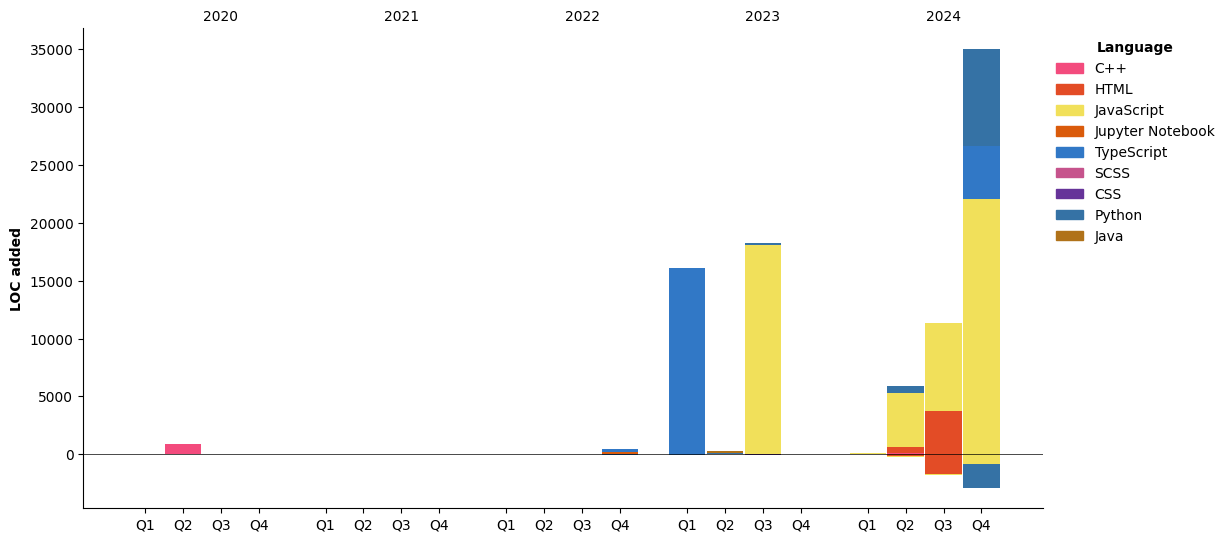 2020 2021 2022 2023 2024
Language
C++
HTML
JavaScript
Jupyter Notebook
TypeScript
SCSS
CSS
Python
Java
LOC added
35000
30000
25000
20000
15000
10000
5000
0
Q1 Q2 Q3 Q4 Q1 Q2 Q3 Q4 Q1 Q2 Q3 Q4 Q1 Q2 Q3 Q4 Q1 Q2 Q3 Q4